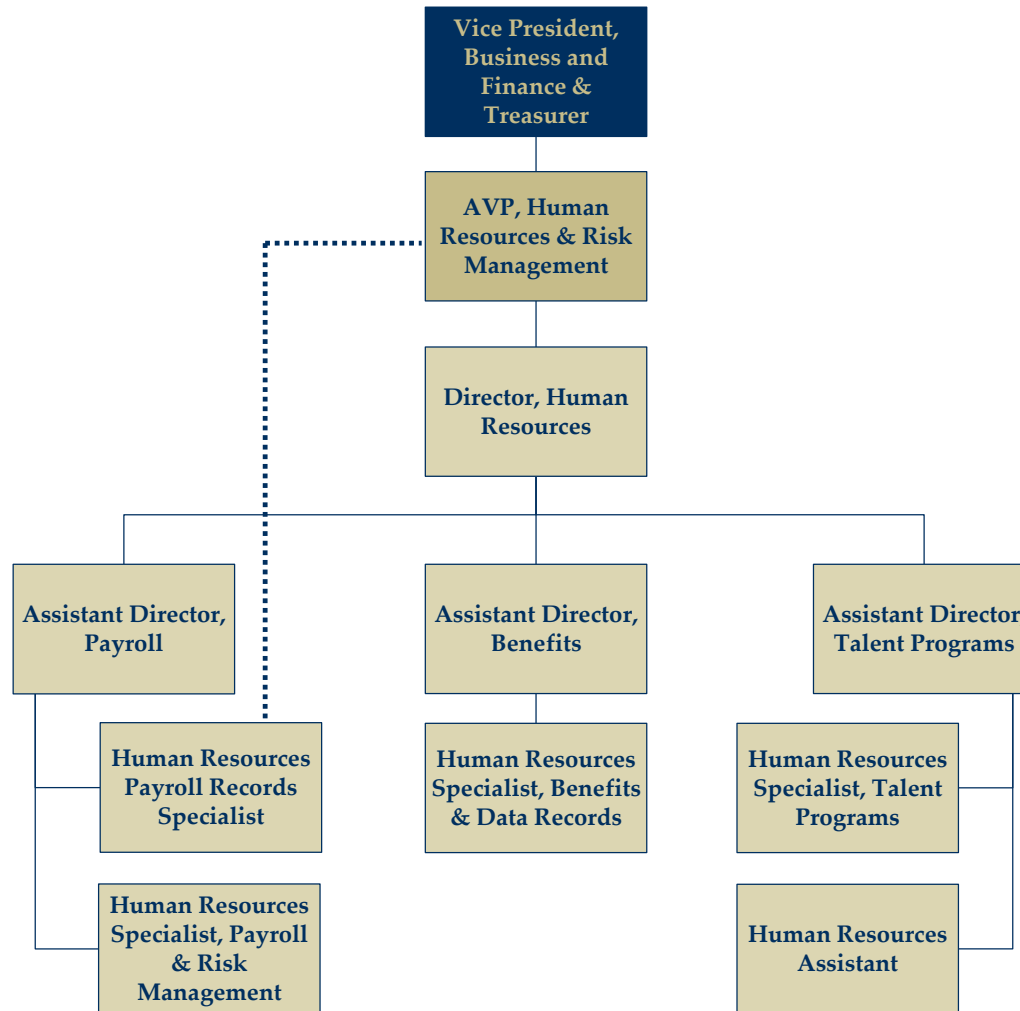 Vice President,
Business and
Finance &
Treasurer
AVP, Human
Resources & Risk
Management
Director, Human
Resources
Assistant Director,
Payroll
Assistant Director,
Benefits
Assistant Director
Talent Programs
Human Resources
Payroll Records
Specialist
Human Resources
Specialist, Benefits
& Data Records
Human Resources
Specialist, Talent
Programs
Human Resources
Specialist, Payroll
& Risk
Management
Human Resources
Assistant